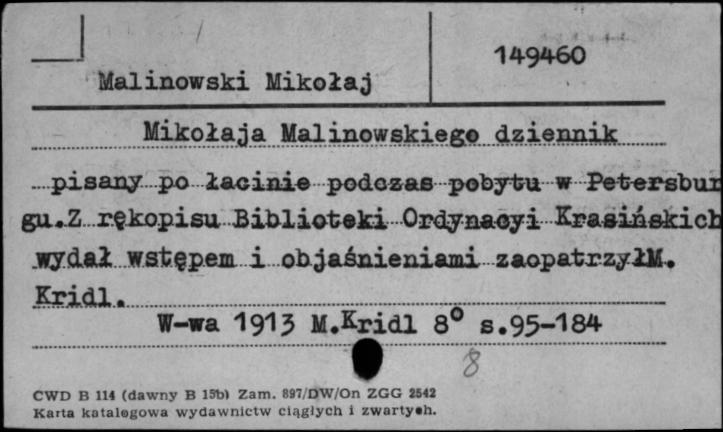 149460
Malinowski Mikołaj
Mikołaja Malinowskiego dziennik
pisany po łacinie podczas pobytu w Petersbur
gu.Z rękopisu Biblioteki Ordynacyi Krasińskich
wydał wstępem i objaśnieniami zaopatrzyłM.
Kridl.
W-wa 1913 M.Kridl 8° s.95-184
8
CWD B 114 (dawny B 15b) Zam. 897/DW/On ZGG 2542
Karta katalogowa wydawnictw ciągłych i zwartych.